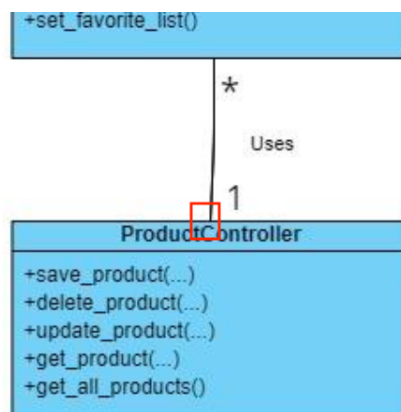 +set_favorite_list()
*
Uses
1
ProductController
+save_product(...)
+delete_product(...)
+update_product(...)
+get_product(...)
+get_all_products()